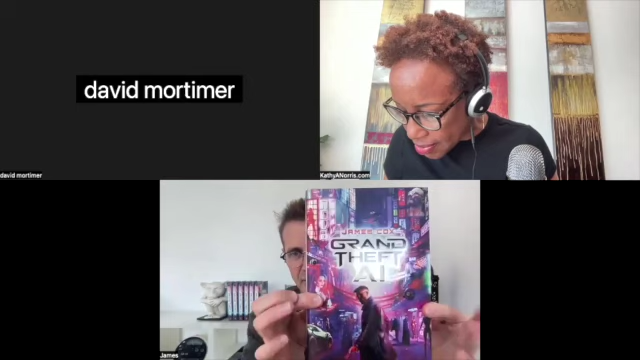 david mortimer
david mortimer
KathyANorris.com
JAMES COX
GRAND
THEFT
AI
James